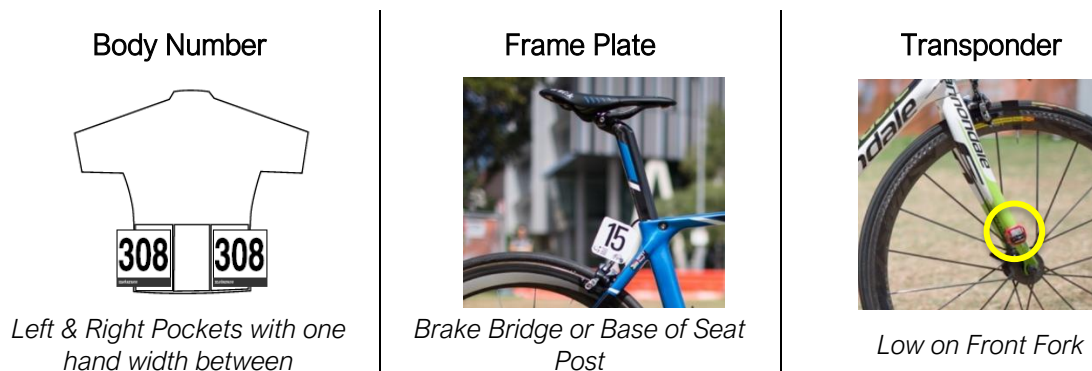 Body Number
308
308
Left & Right Pockets with one
hand width between
Frame Plate
15
Brake Bridge or Base of Seat
Post
Transponder
nnondale
dale
cannondale
Low on Front Fork